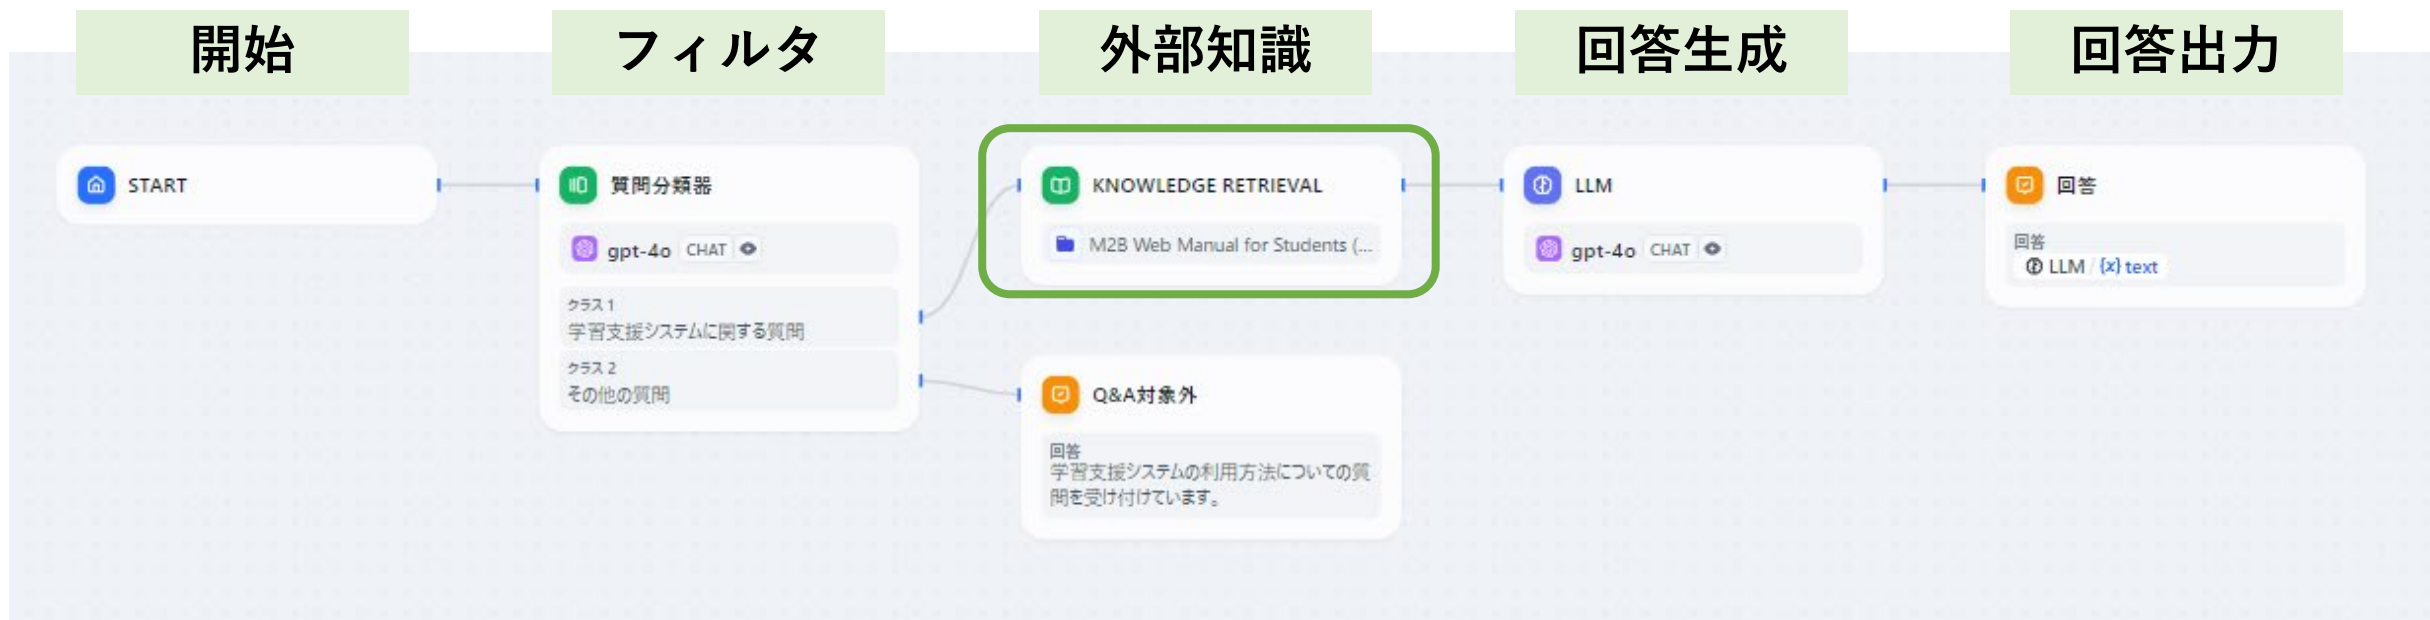 開始
フィルタ
外部知識
回答生成
回答出力
START
質問分類器
gpt-4o CHAT
クラス 1
学習支援システムに関する質問
クラス 2
その他の質問
KNOWLEDGE RETRIEVAL
M2B Web Manual for Students (...
Q&A対象外
回答
学習支援システムの利用方法についての質
問を受け付けています。
LLM
gpt-4o CHAT
回答
回答
LLM / {x} text